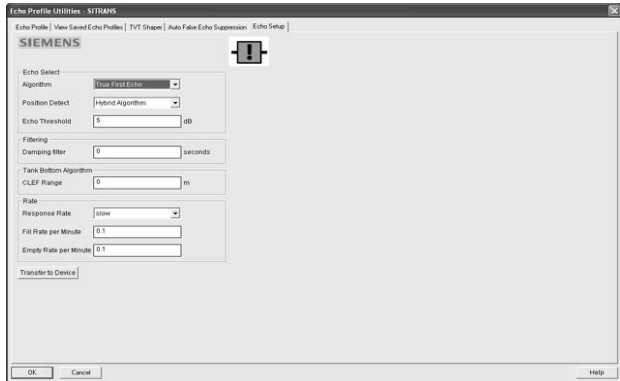 Echo Profile Utilities - SITRANS
Echo Profile | View Saved Echo Profiles | TVT Shaper | Auto False Echo Suppression | Echo Setup
SIEMENS
Echo Select
Algorithm True First Echo
Position Detect Hybrid Algorithm
Echo Threshold 5 dB
Filtering
Damping filter 0 seconds
Tank Bottom Algorithm
CLEF Range 0 m
Rate
Response Rate slow
Fill Rate per Minute 0.1
Empty Rate per Minute 0.1
Transfer to Device
OK Cancel Help